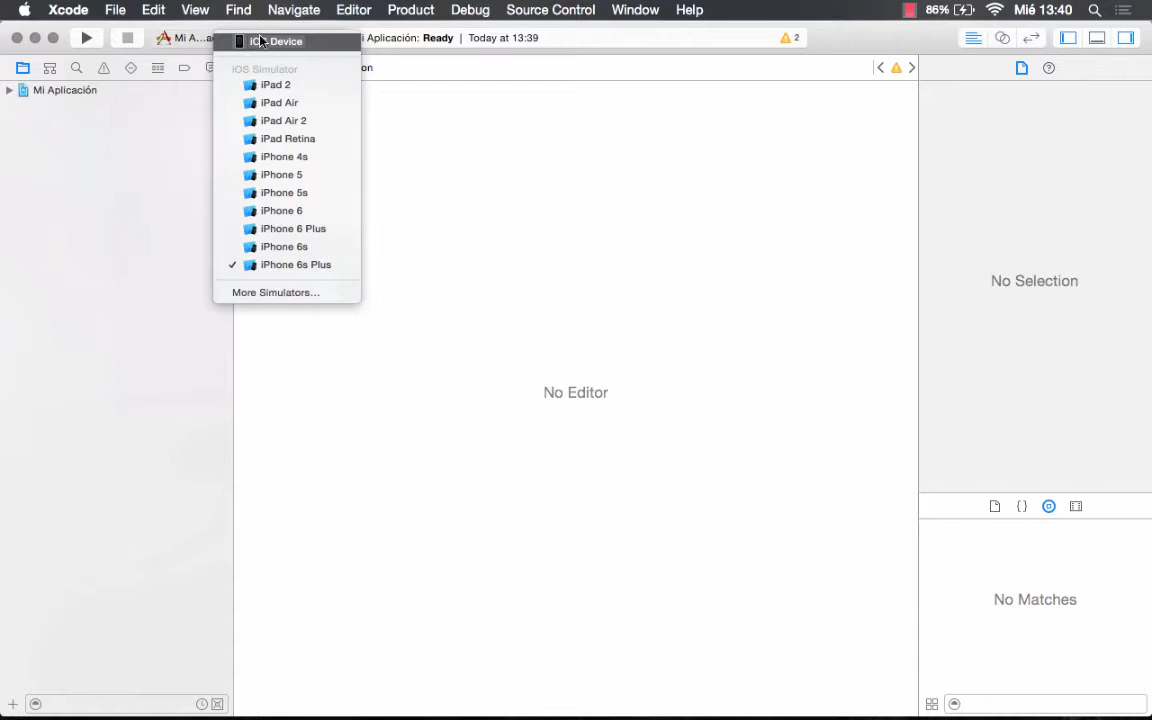 Xcode File Edit View Find Navigate Editor Product Debug Source Control Window Help 86% Mié 13:40
Mi A...ac
i Aplicación: Ready | Today at 13:39
2
Device
on
iOS Simulator
iPad 2
iPad Air
iPad Air 2
iPad Retina
iPhone 4s
iPhone 5
iPhone 5s
iPhone 6
iPhone 6 Plus
iPhone 6s
iPhone 6s Plus
More Simulators...
Mi Aplicación
No Editor
No Selection
{}
No Matches